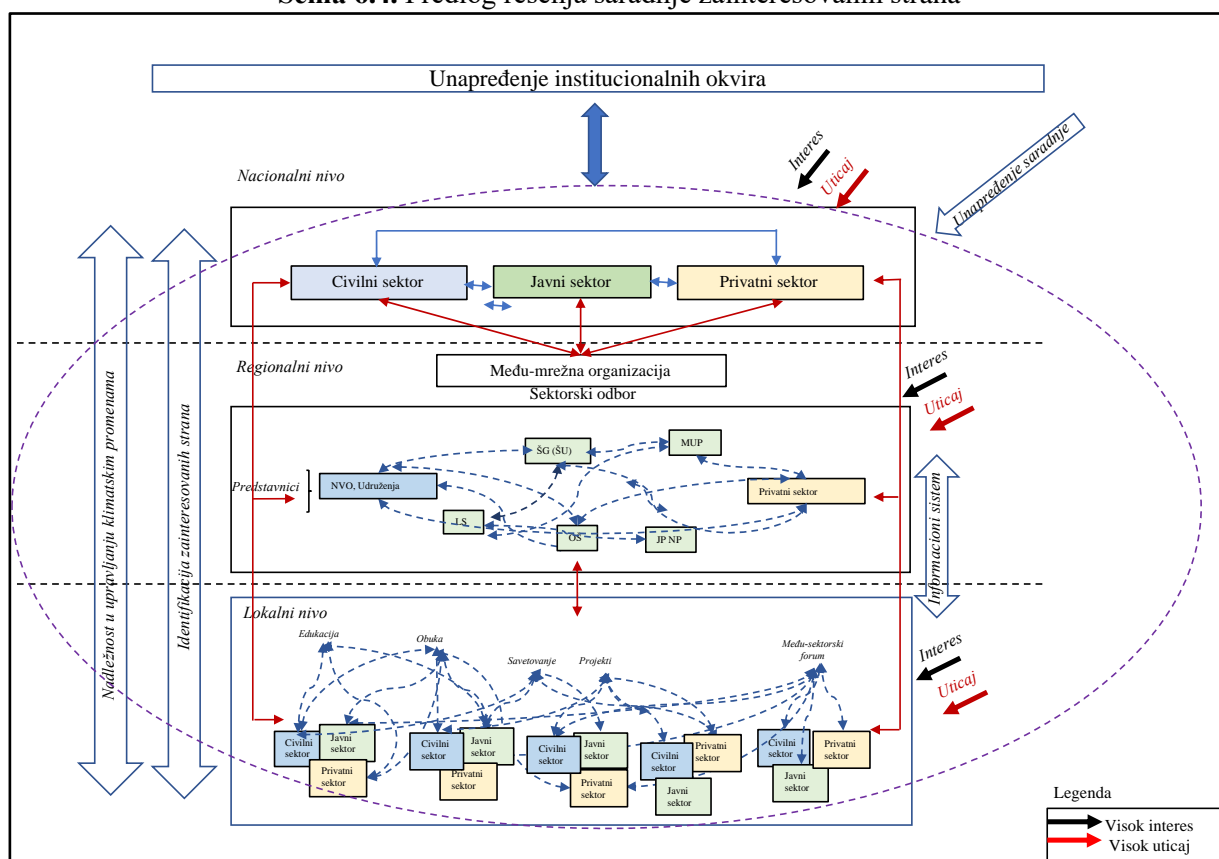 Šema 6.4. Predlog rešenja saradnje zainteresovanih strana
Unapređenje institucionalnih okvira
Nacionalni nivo
Interes
Uticaj
Unapređenje saradnje
Civilni sektor
Javni sektor
Privatni sektor
Regionalni nivo
Među-mrežna organizacija
Sektorski odbor
Interes
Uticaj
ŠG (ŠU)
MUP
Predstavnici
NVO, Udruženja
Privatni sektor
LS
OS
JP NP
Nadležnost u upravljanju klimatskim promenama
Identifikacija zainteresovanih strana
Informacioni sistem
Lokalni nivo
Edukacija
Obuka
Savetovanje
Projekti
Među-sektorski
forum
Interes
Uticaj
Civilni
sektor
Javni
sektor
Privatni
sektor
Civilni
sektor
Javni
sektor
Privatni
sektor
Civilni
sektor
Javni
sektor
Privatni
sektor
Civilni
sektor
Privatni
sektor
Javni
sektor
Civilni
sektor
Privatni
sektor
Javni
sektor
Legenda
Visok interes
Visok uticaj